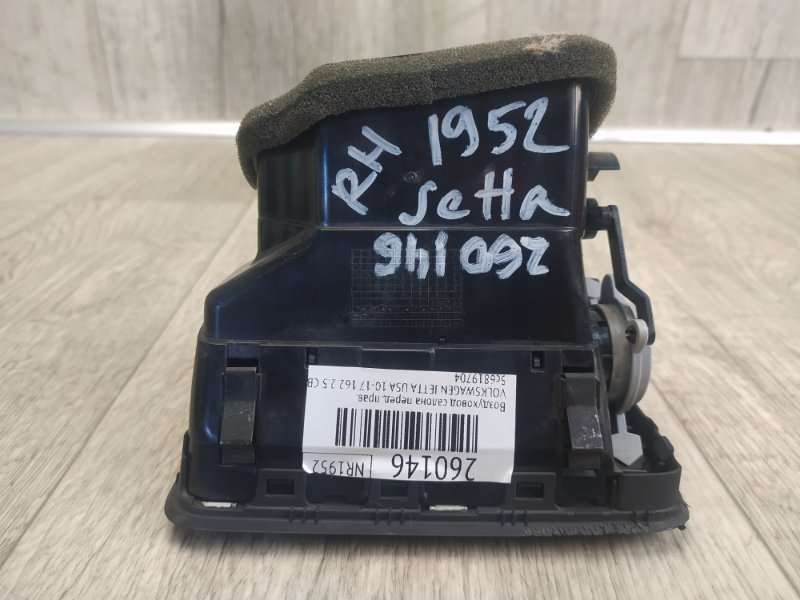 RH 1952
Jetta
260146
Воздуховод салона перед. прав.
VOLKSWAGEN JETTA USA 10-17 162 2.5 CB
5c6819704
260146
NR1952